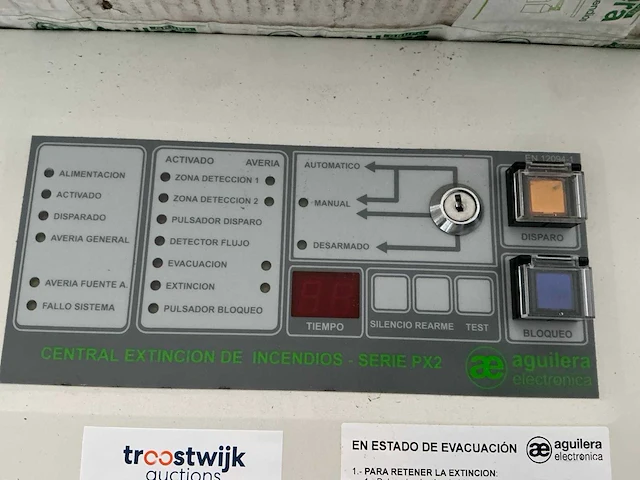 ALIMENTACION
ACTIVADO
DISPARADO
AVERIA GENERAL
AVERIA FUENTE A.
FALLO SISTEMA
ACTIVADO AVERIA
ZONA DETECCION 1
ZONA DETECCION 2
PULSADOR DISPARO
DETECTOR FLUJO
EVACUACION
EXTINCION
PULSADOR BLOQUEO
AUTOMATICO
MANUAL
DESARMADO
TIEMPO
SILENCIO REARME TEST
EN 12094-1
DISPARO
BLOQUEO
CENTRAL EXTINCION DE INCENDIOS - SERIE PX2
ae aguilera
electronica
troostwijk
auctions
EN ESTADO DE EVACUACIÓN ae aguilera
electronica
1.- PARA RETENER LA EXTINCION: